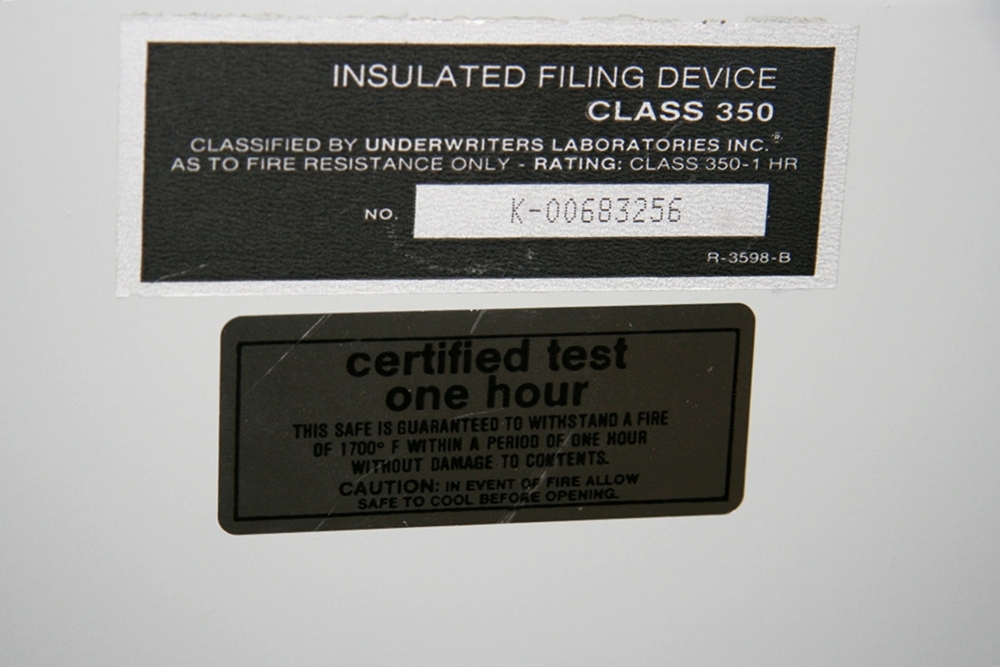 INSULATED FILING DEVICE
CLASS 350
CLASSIFIED BY UNDERWRITERS LABORATORIES INC.®
AS TO FIRE RESISTANCE ONLY - RATING: CLASS 350-1 HR
NO. K-00683256
R-3598-B
certified test
one hour
THIS SAFE IS GUARANTEED TO WITHSTAND A FIRE
OF 1700° F WITHIN A PERIOD OF ONE HOUR
WITHOUT DAMAGE TO CONTENTS.
CAUTION: IN EVENT OF FIRE ALLOW
SAFE TO COOL BEFORE OPENING.